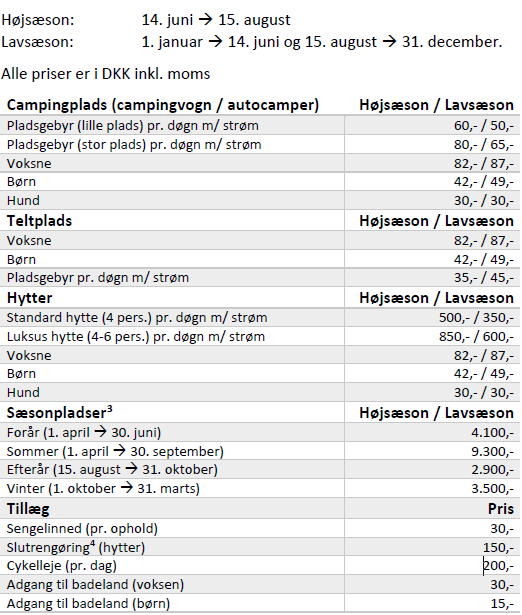 Højsæson: 14. juni → 15. august
Lavsæson: 1. januar → 14. juni og 15. august → 31. december.
Alle priser er i DKK inkl. moms
Campingplads (campingvogn / autocamper) Højsæson / Lavsæson
Pladsgebyr (lille plads) pr. døgn m/ strøm 60,- / 50,-
Pladsgebyr (stor plads) pr. døgn m/ strøm 80,- / 65,-
Voksne 82,- / 87,-
Børn 42,- / 49,-
Hund 30,- / 30,-
Teltplads Højsæson / Lavsæson
Voksne 82,- / 87,-
Børn 42,- / 49,-
Pladsgebyr pr. døgn m/ strøm 35,- / 45,-
Hytter Højsæson / Lavsæson
Standard hytte (4 pers.) pr. døgn m/ strøm 500,- / 350,-
Luksus hytte (4-6 pers.) pr. døgn m/ strøm 850,- / 600,-
Voksne 82,- / 87,-
Børn 42,- / 49,-
Hund 30,- / 30,-
Sæsonpladser³ Højsæson / Lavsæson
Forår (1. april → 30. juni) 4.100,-
Sommer (1. april → 30. september) 9.300,-
Efterår (15. august → 31. oktober) 2.900,-
Vinter (1. oktober → 31. marts) 3.500,-
Tillæg Pris
Sengelinned (pr. ophold) 30,-
Slutrengøring⁴ (hytter) 150,-
Cykelleje (pr. dag) 200,-
Adgang til badeland (voksen) 30,-
Adgang til badeland (børn) 15,-